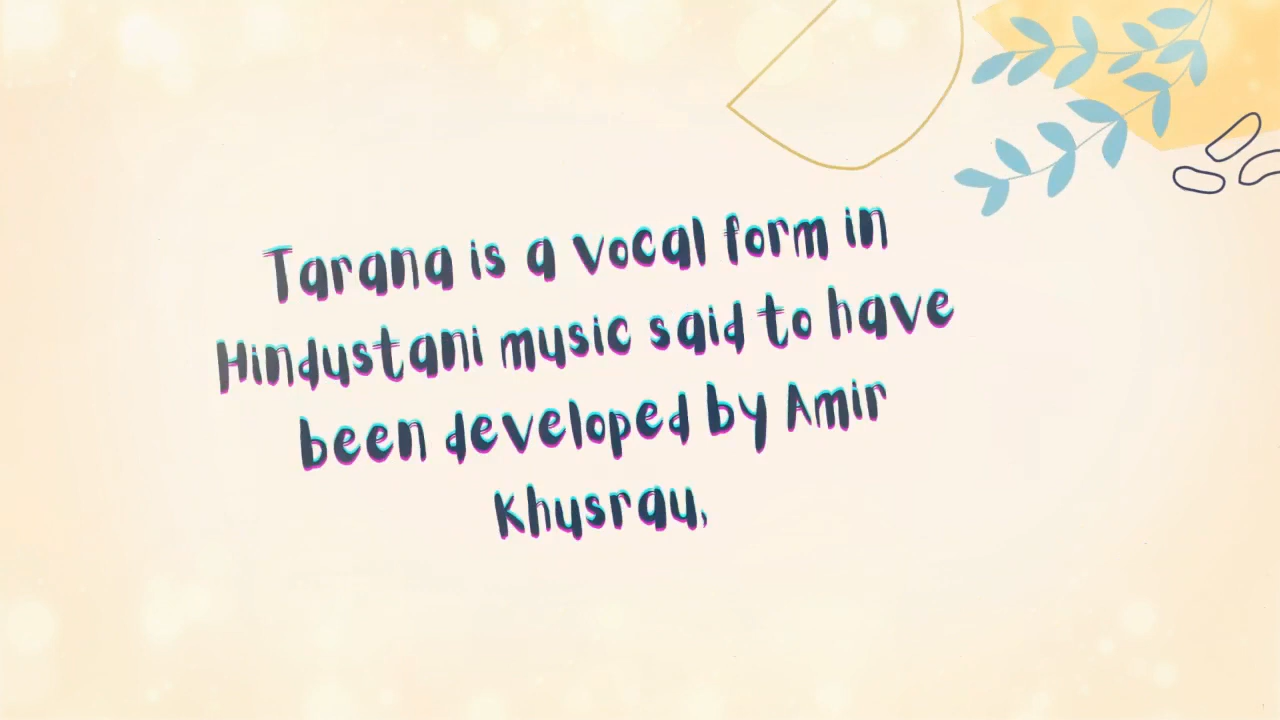 Tarana is a vocal form in
Hindustani music said to have
been developed by Amir
Khusrau,